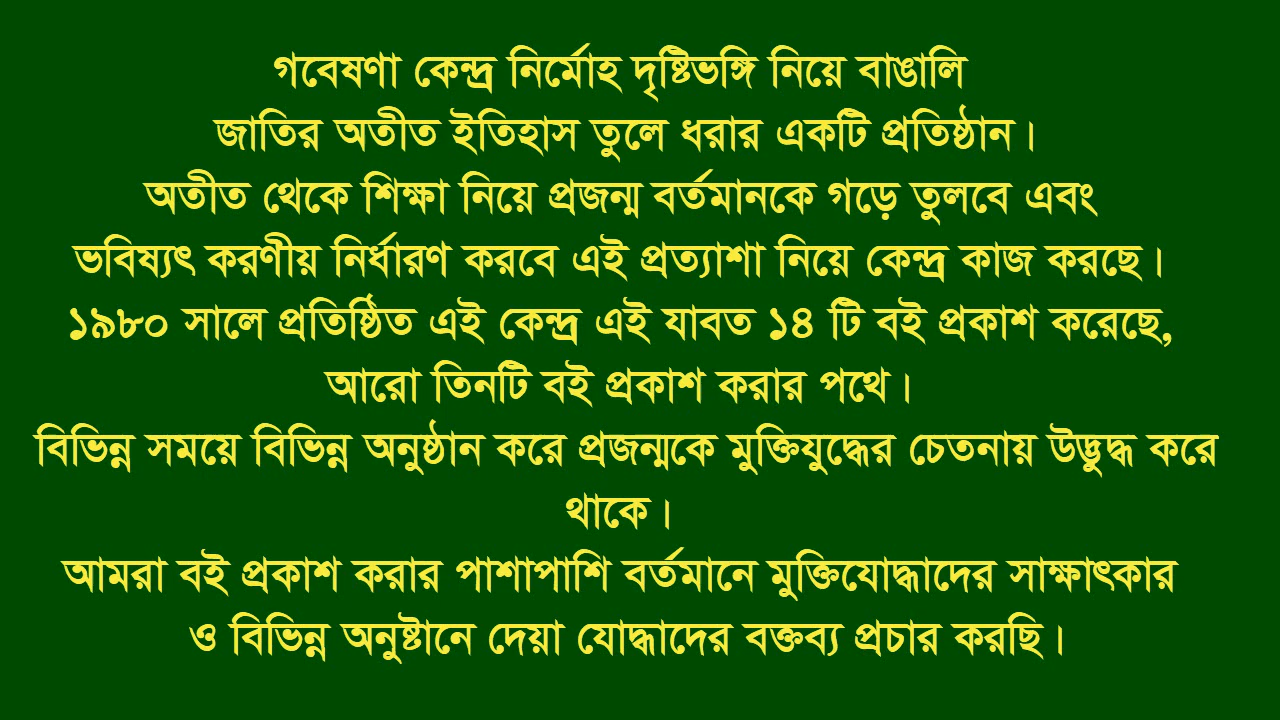 গবেষণা কেন্দ্র নির্মোহ দৃষ্টিভঙ্গি নিয়ে বাঙালি
জাতির অতীত ইতিহাস তুলে ধরার একটি প্রতিষ্ঠান।
অতীত থেকে শিক্ষা নিয়ে প্রজন্ম বর্তমানকে গড়ে তুলবে এবং
ভবিষ্যৎ করণীয় নির্ধারণ করবে এই প্রত্যাশা নিয়ে কেন্দ্র কাজ করছে।
১৯৮০ সালে প্রতিষ্ঠিত এই কেন্দ্র এই যাবত ১৪ টি বই প্রকাশ করেছে,
আরো তিনটি বই প্রকাশ করার পথে।
বিভিন্ন সময়ে বিভিন্ন অনুষ্ঠান করে প্রজন্মকে মুক্তিযুদ্ধের চেতনায় উদ্ভুদ্ধ করে
থাকে।
আমরা বই প্রকাশ করার পাশাপাশি বর্তমানে মুক্তিযোদ্ধাদের সাক্ষাৎকার
ও বিভিন্ন অনুষ্টানে দেয়া যোদ্ধাদের বক্তব্য প্রচার করছি।